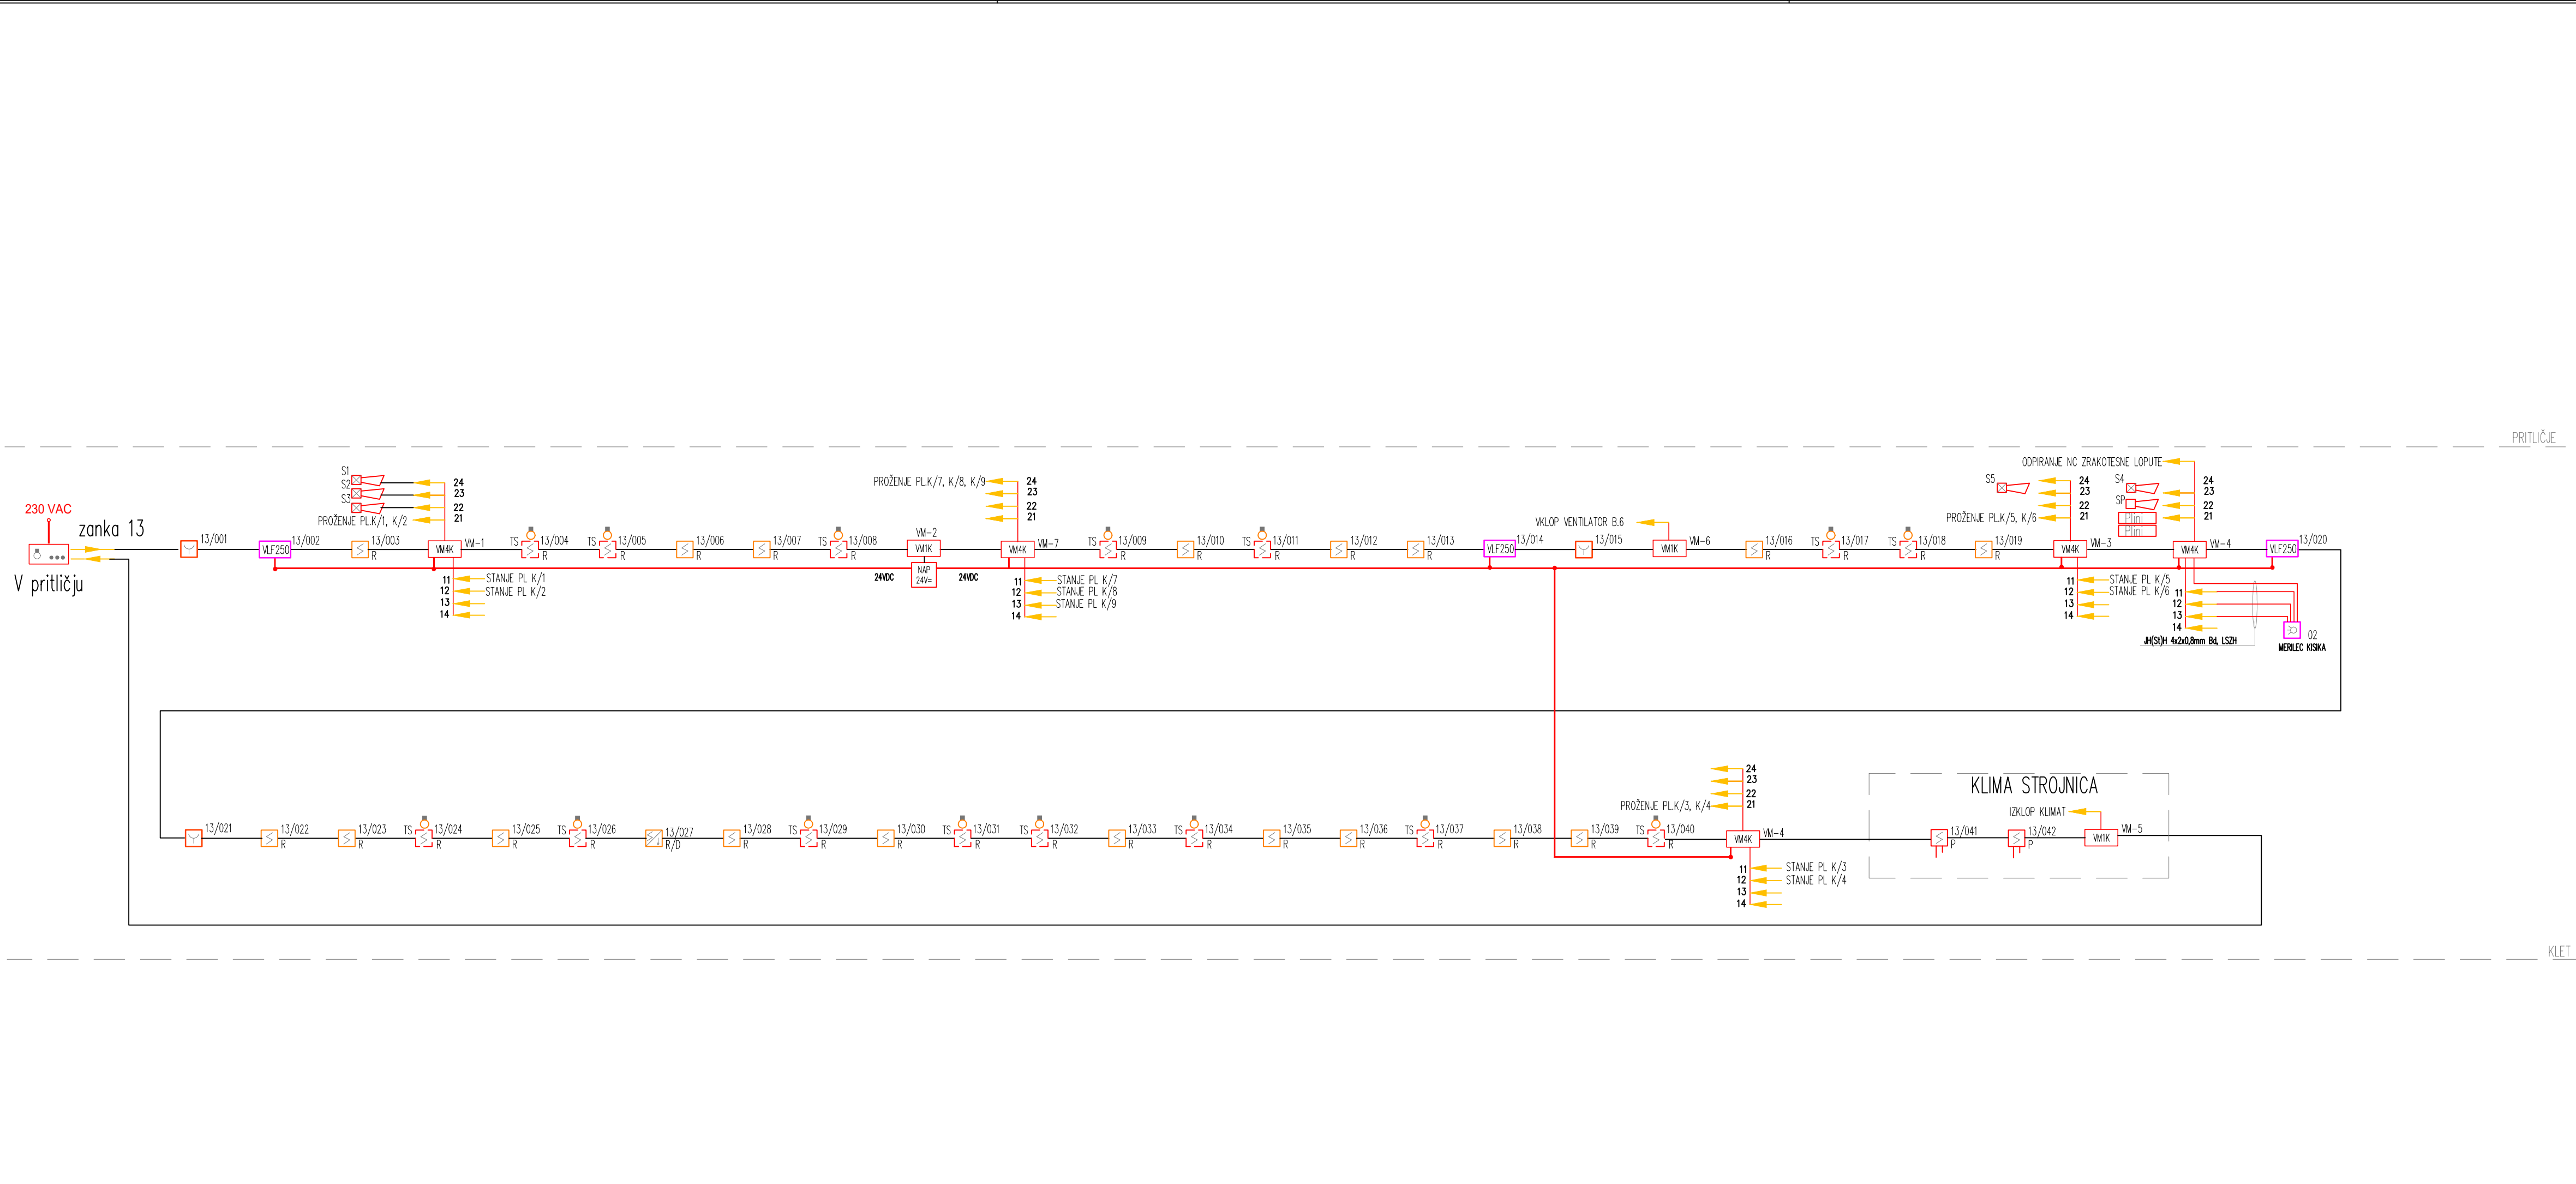 PRITLIČJE
230 VAC
zanka 13
V pritličju
13/001
VLF250
13/002
13/003
R
S1
S2
S3
PROŽENJE PL.K/1, K/2
24
23
22
21
VM4K
VM-1
11
12
13
14
STANJE PL K/1
STANJE PL K/2
TS
13/004
R
TS
13/005
R
13/006
R
13/007
R
TS
13/008
R
VM-2
VM1K
NAP
24V=
24VDC
24VDC
PROŽENJE PL.K/7, K/8, K/9
24
23
22
21
VM4K
VM-7
11
12
13
14
STANJE PL K/7
STANJE PL K/8
STANJE PL K/9
TS
13/009
R
13/010
R
TS
13/011
R
13/012
R
13/013
R
VLF250
13/014
13/015
VKLOP VENTILATOR B.6
VM1K
VM-6
13/016
R
TS
13/017
R
TS
13/018
R
13/019
R
S5
PROŽENJE PL.K/5, K/6
24
23
22
21
VM4K
VM-3
11
12
13
14
STANJE PL K/5
STANJE PL K/6
ODPIRANJE NC ZRAKOTESNE LOPUTE
S4
SP
Plini
Plini
24
23
22
21
VM4K
VM-4
11
12
13
14
JH(St)H 4x2x0,8mm Bd, LSZH
VLF250
13/020
O2
MERILEC KISIKA
13/021
13/022
R
13/023
R
TS
13/024
R
13/025
R
TS
13/026
R
13/027
R/D
13/028
R
TS
13/029
R
13/030
R
TS
13/031
R
TS
13/032
R
13/033
R
TS
13/034
R
13/035
R
13/036
R
TS
13/037
R
13/038
R
13/039
R
TS
13/040
R
PROŽENJE PL.K/3, K/4
24
23
22
21
VM4K
VM-4
11
12
13
14
STANJE PL K/3
STANJE PL K/4
KLIMA STROJNICA
IZKLOP KLIMAT
13/041
P
13/042
P
VM1K
VM-5
KLET